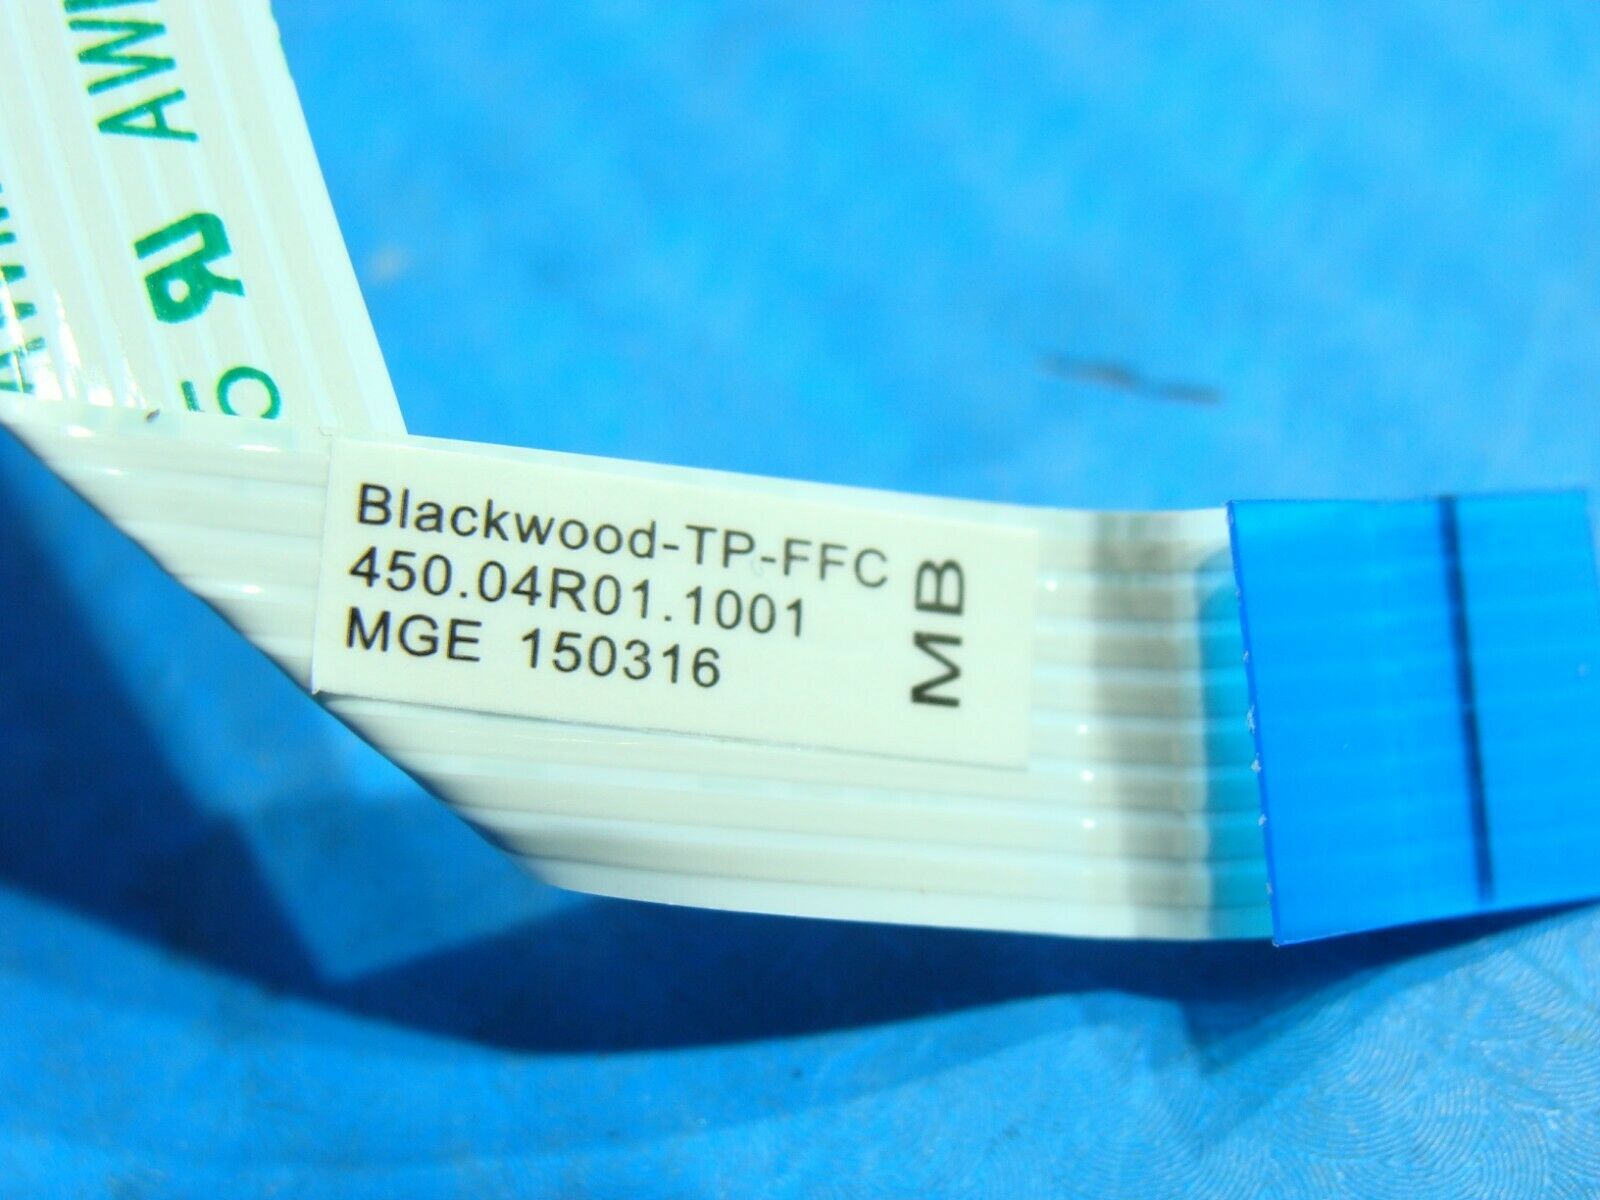 Blackwood-TP-FFC
450.04R01.1001
MGE 150316
MB